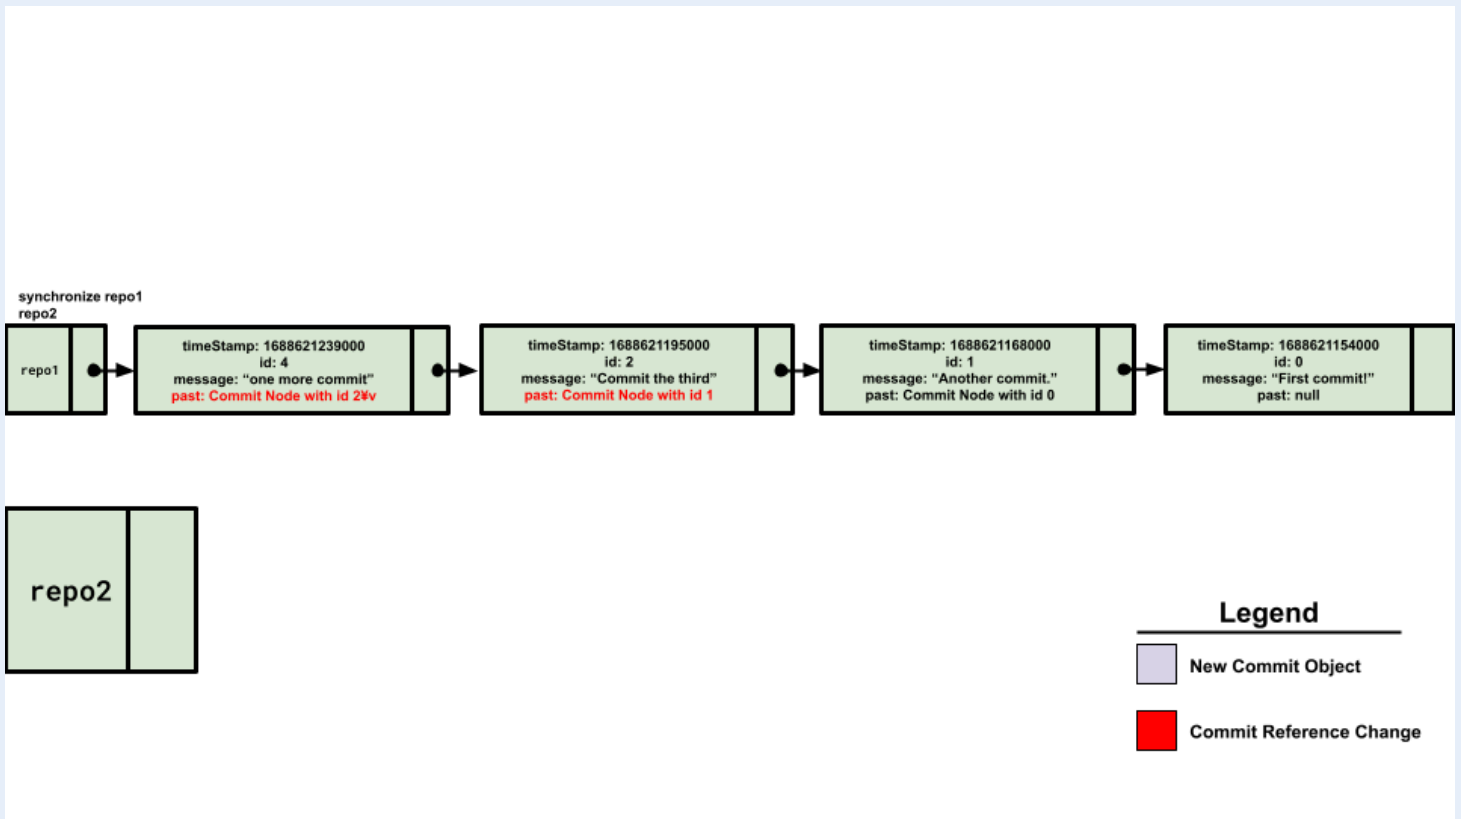 synchronize repo1
repo2
repo1
timeStamp: 1688621239000
id: 4
message: “one more commit”
past: Commit Node with id 2¥v
timeStamp: 1688621195000
id: 2
message: “Commit the third”
past: Commit Node with id 1
timeStamp: 1688621168000
id: 1
message: “Another commit.”
past: Commit Node with id 0
timeStamp: 1688621154000
id: 0
message: “First commit!”
past: null
repo2
Legend
New Commit Object
Commit Reference Change